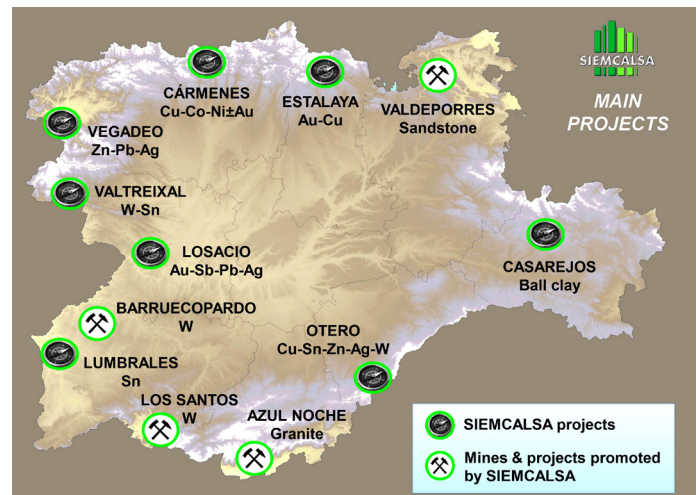 SIEMCALSA
MAIN
PROJECTS
CÁRMENES
Cu-Co-Ni±Au
ESTALAYA
Au-Cu
VALDEPORRES
Sandstone
VEGADEO
Zn-Pb-Ag
VALTREIXAL
W-Sn
LOSACIO
Au-Sb-Pb-Ag
CASAREJOS
Ball clay
BARRUECOPARDO
W
OTERO
Cu-Sn-Zn-Ag-W
LUMBRALES
Sn
LOS SANTOS
W
AZUL NOCHE
Granite
SIEMCALSA projects
Mines & projects promoted
by SIEMCALSA